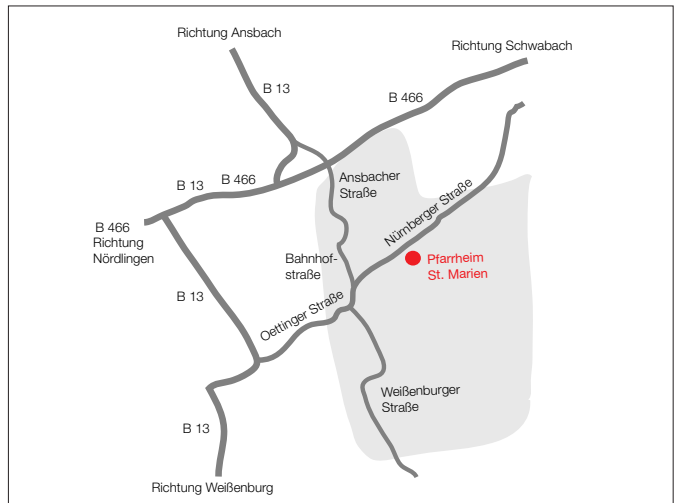 Richtung Ansbach
Richtung Schwabach
B 13
B 466
Ansbacher
Straße
B 13
B 466
B 466
Richtung
Nördlingen
Nürnberger Straße
Bahnhof-
straße
Pfarrheim
St. Marien
B 13
Oettinger Straße
Weißenburger
Straße
B 13
Richtung Weißenburg